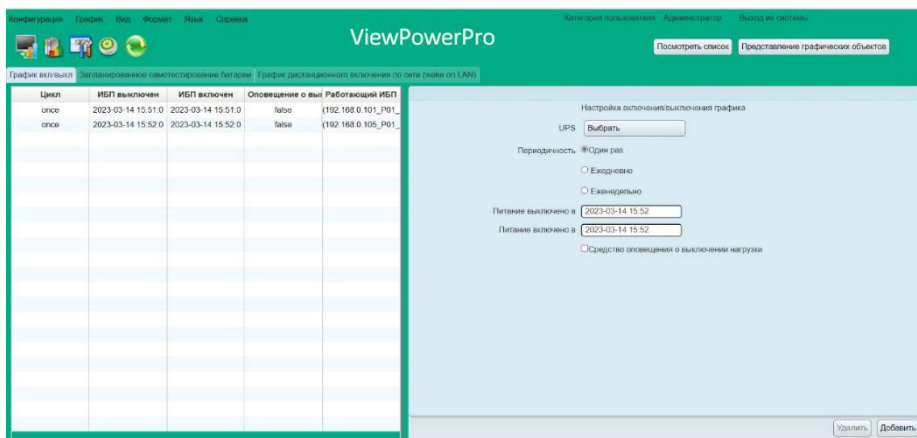 Конфигурация График Вид Формат Язык Справка
Категория пользователя Администратор Выход из системы
ViewPowerPro
Посмотреть список Представление графических объектов
График вкл/выкл Запланированное самотестирование батареи График дистанционного включения по сети (wake on LAN)
Цикл ИБП выключен ИБП включен Оповещение о вы Работающий ИБП
once 2023-03-14 15:51:0 2023-03-14 15:51:0 false (192.168.0.101_P01_
once 2023-03-14 15:52:0 2023-03-14 15:52:0 false (192.168.0.105_P01_
Настройка включения/выключения графика
UPS Выбрать
Периодичность Один раз
Ежедневно
Еженедельно
Питание выключено в 2023-03-14 15:52
Питание включено в 2023-03-14 15:52
Средство оповещения о выключении нагрузки
Удалить Добавить